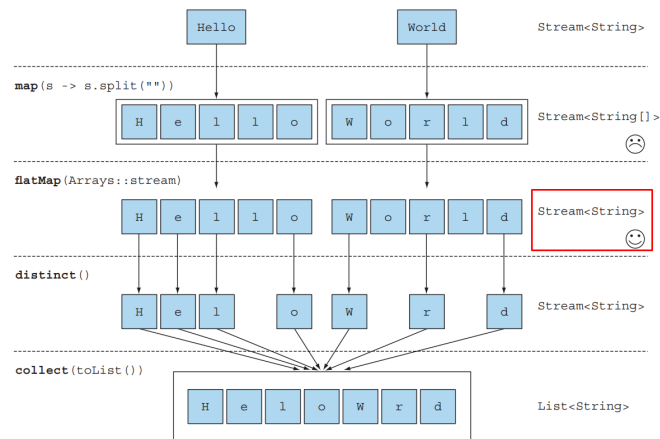 Hello World Stream<String>
map(s -> s.split(""))
H e l l o W o r l d Stream<String[]>
flatMap(Arrays::stream)
H e l l o W o r l d Stream<String>
distinct()
H e l o W r d Stream<String>
collect(toList())
H e l o W r d List<String>